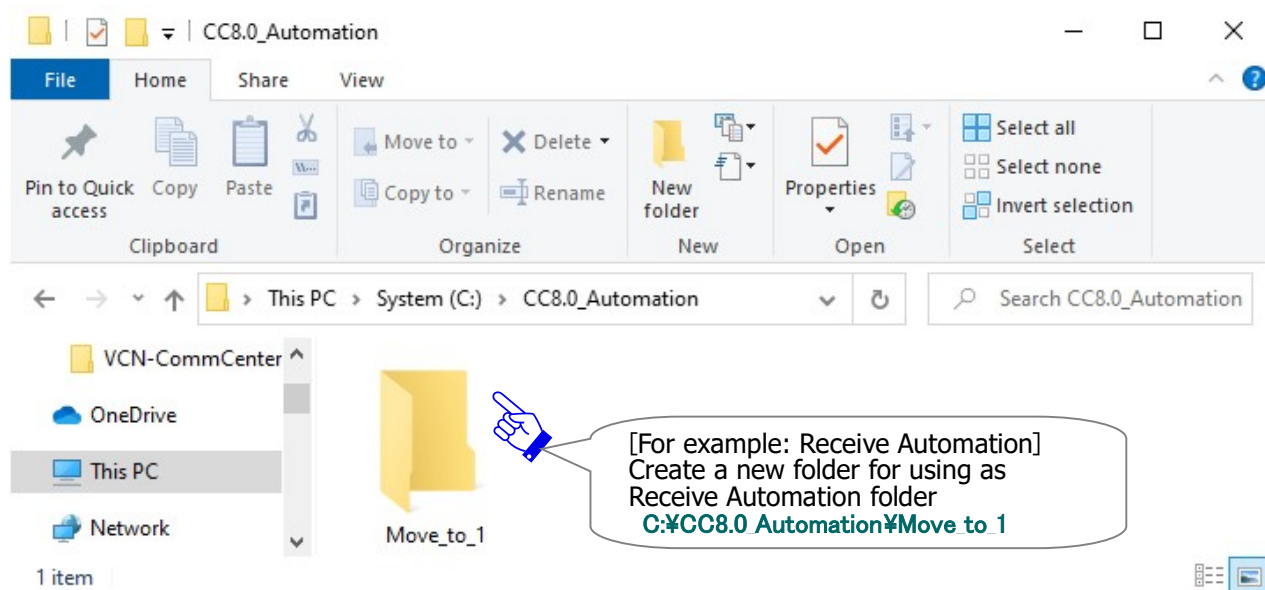 CC8.0_Automation
File Home Share View
Pin to Quick access
Copy
Paste
Move to
Copy to
Delete
Rename
New folder
Properties
Select all
Select none
Invert selection
Clipboard Organize New Open Select
This PC > System (C:) > CC8.0_Automation
Search CC8.0_Automation
VCN-CommCenter
OneDrive
This PC
Network
Move_to_1
[For example: Receive Automation]
Create a new folder for using as
Receive Automation folder
C:¥CC8.0_Automation¥Move_to_1
1 item